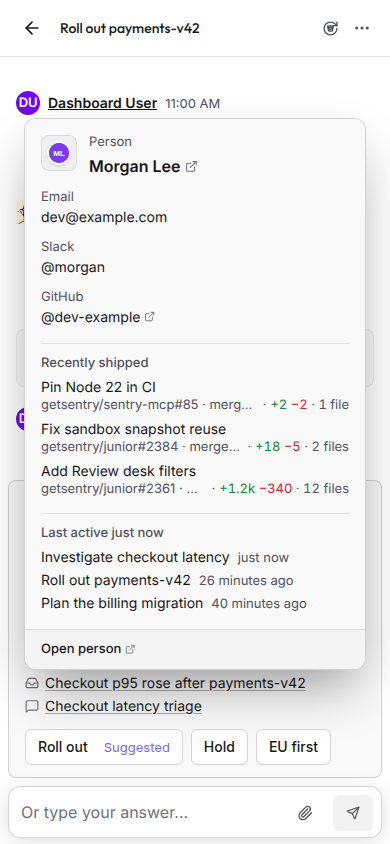 Roll out payments-v42
DU Dashboard User 11:00 AM
ML
Person
Morgan Lee
Email
dev@example.com
Slack
@morgan
GitHub
@dev-example
Recently shipped
Pin Node 22 in CI
getsentry/sentry-mcp#85 · merg... · +2 −2 · 1 file
Fix sandbox snapshot reuse
getsentry/junior#2384 · merge... · +18 −5 · 2 files
Add Review desk filters
getsentry/junior#2361 · ... · +1.2k −340 · 12 files
Last active just now
Investigate checkout latency just now
Roll out payments-v42 26 minutes ago
Plan the billing migration 40 minutes ago
Open person
Checkout p95 rose after payments-v42
Checkout latency triage
Roll out Suggested Hold EU first
Or type your answer...